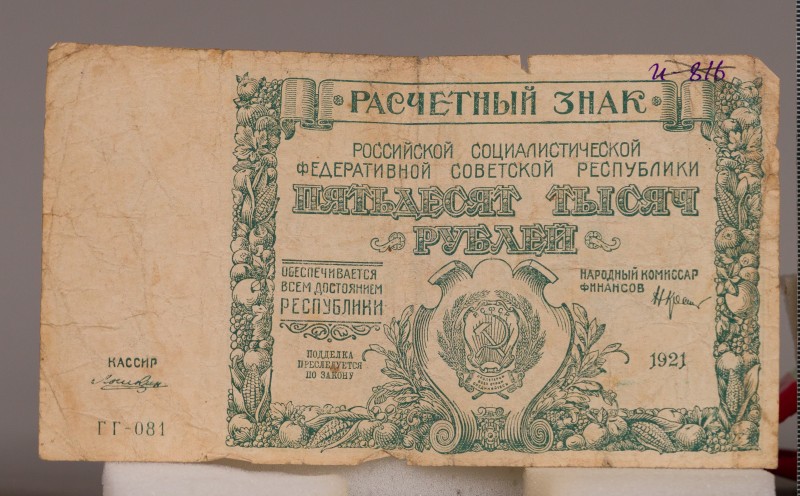 И-816
РАСЧЕТНЫЙ ЗНАК
РОССИЙСКОЙ СОЦИАЛИСТИЧЕСКОЙ
ФЕДЕРАТИВНОЙ СОВЕТСКОЙ РЕСПУБЛИКИ
ПЯТЬДЕСЯТ ТЫСЯЧ
РУБЛЕЙ
ОБЕСПЕЧИВАЕТСЯ
ВСЕМ ДОСТОЯНИЕМ
РЕСПУБЛИКИ
ПОДДЕЛКА
ПРЕСЛЕДУЕТСЯ
ПО ЗАКОНУ
РСФСР
НАРОДНЫЙ КОМИССАР
ФИНАНСОВ
1921
КАССИР
ГГ-081